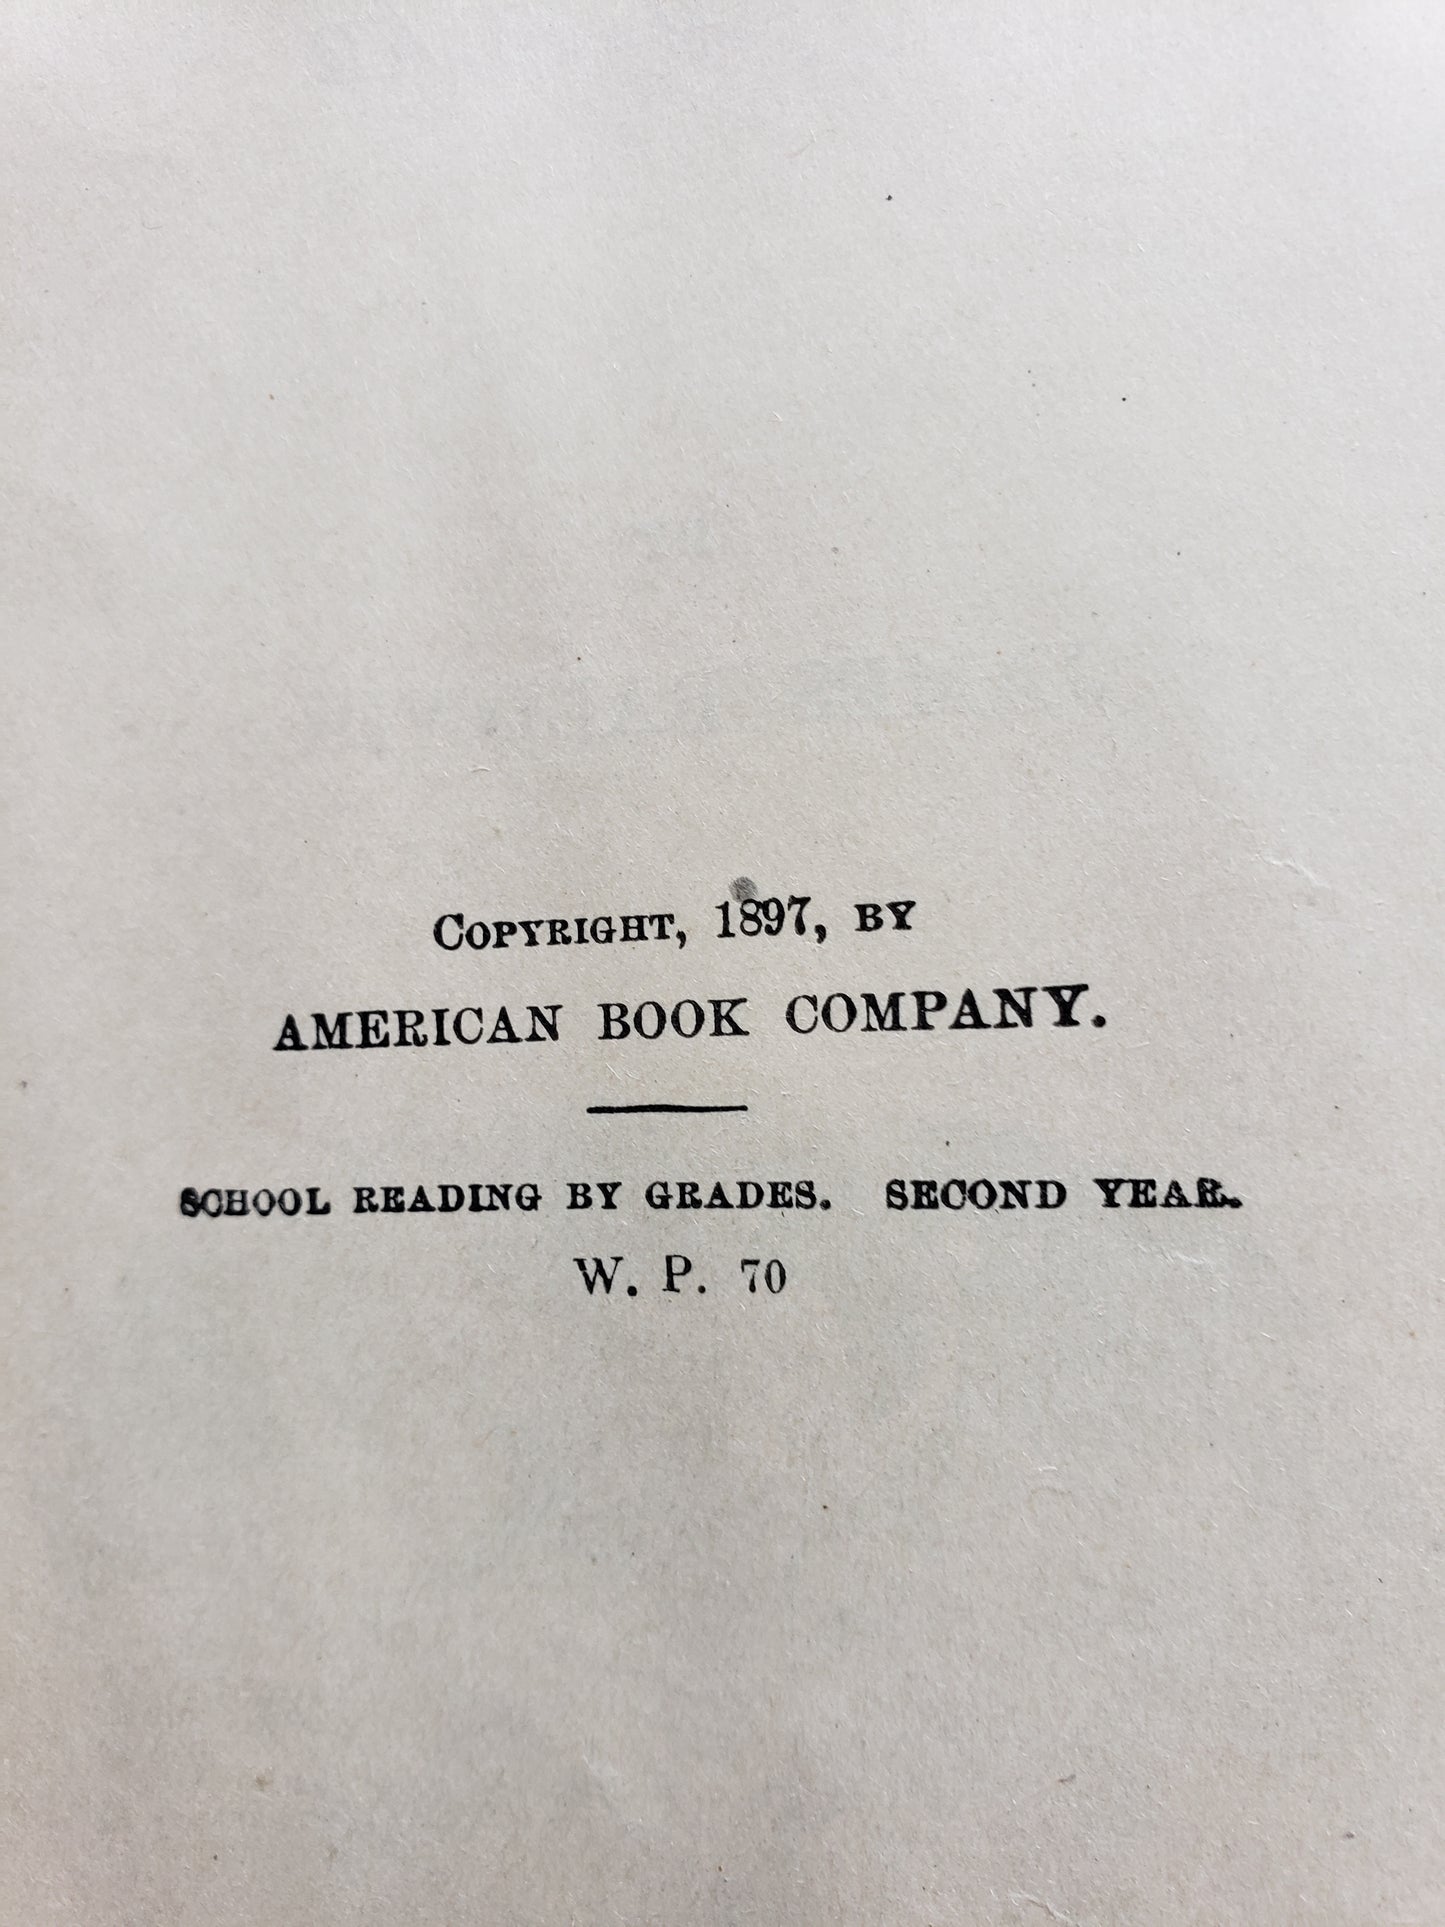 COPYRIGHT, 1897, BY
AMERICAN BOOK COMPANY.
SCHOOL READING BY GRADES. SECOND YEAR.
W. P. 70